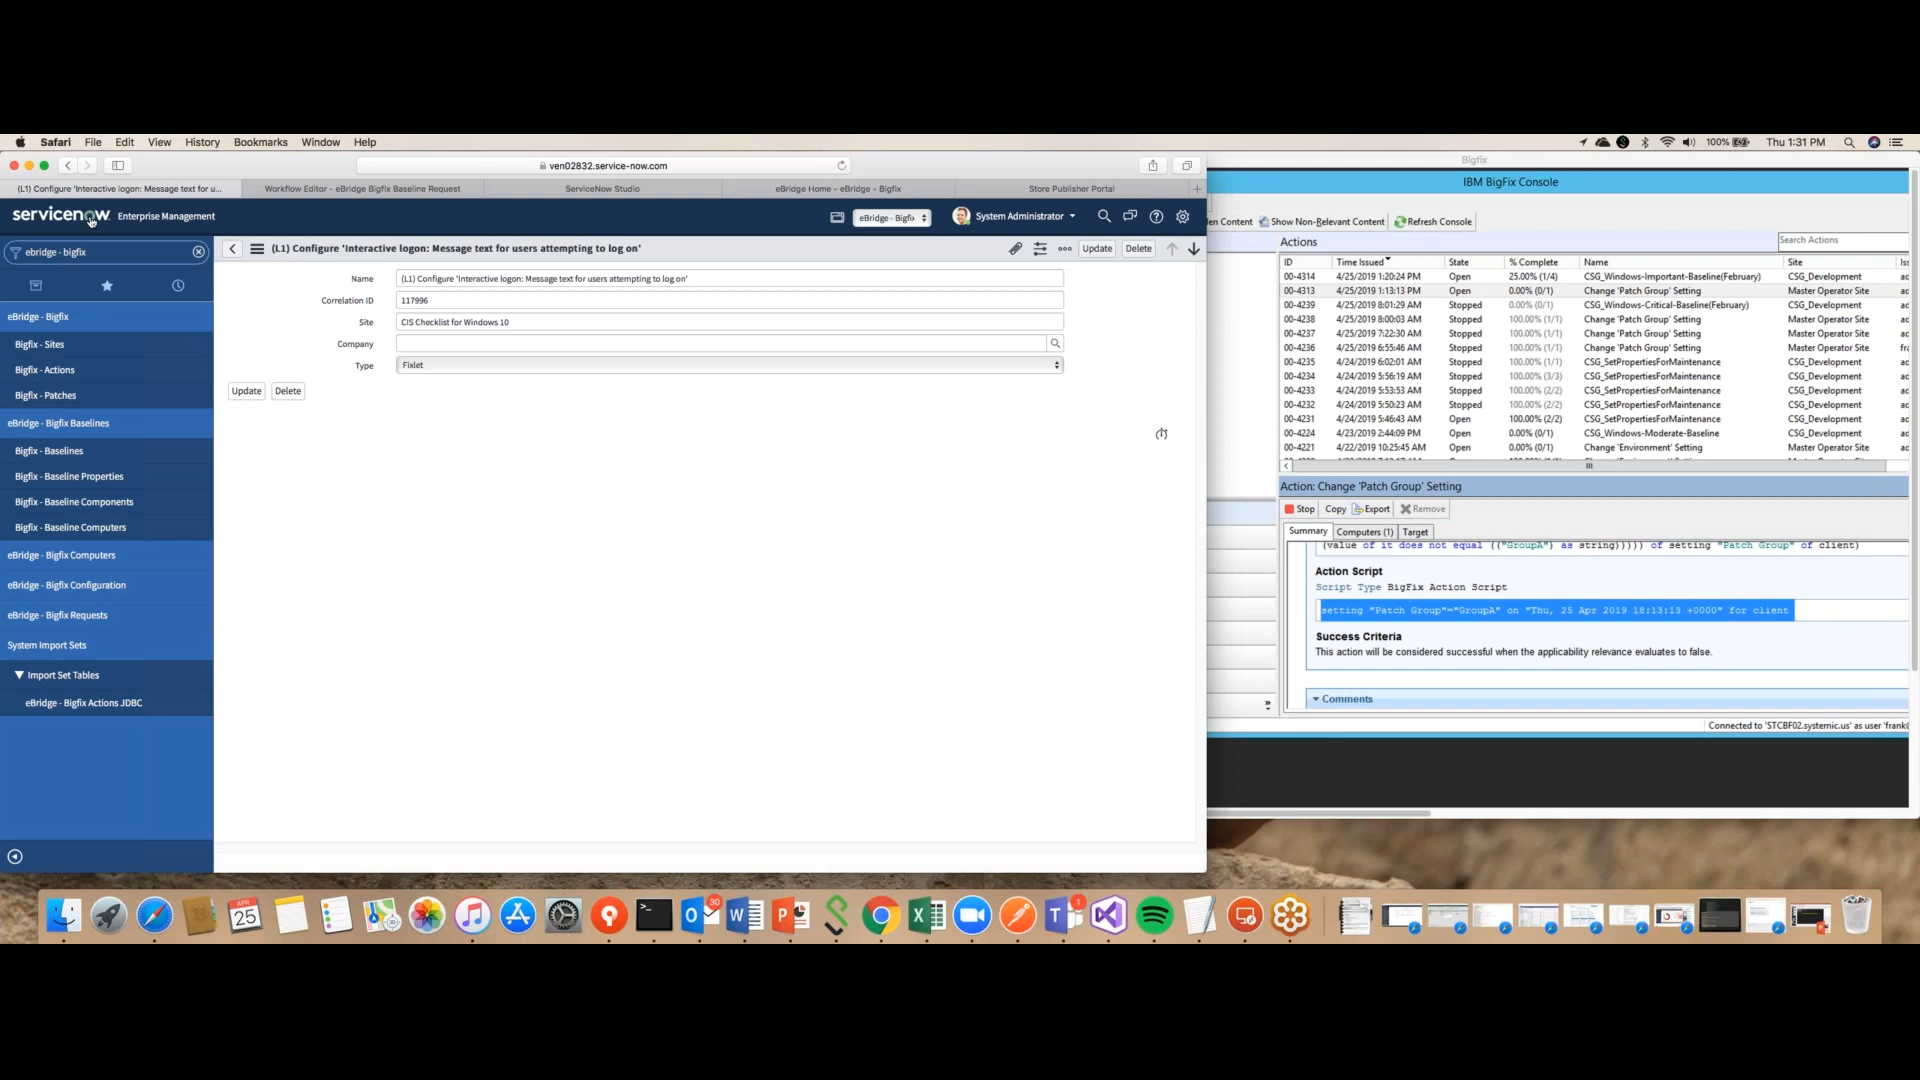 Safari File Edit View History Bookmarks Window Help
100% Thu 1:31 PM
ven02832.service-now.com
(L1) Configure 'Interactive logon: Message text for u...
Workflow Editor - eBridge Bigfix Baseline Request
ServiceNow Studio
eBridge Home - eBridge - Bigfix
Store Publisher Portal
servicenow Enterprise Management
eBridge - Bigfix
System Administrator
ebridge - bigfix
eBridge - Bigfix
Bigfix - Sites
Bigfix - Actions
Bigfix - Patches
eBridge - Bigfix Baselines
Bigfix - Baselines
Bigfix - Baseline Properties
Bigfix - Baseline Components
Bigfix - Baseline Computers
eBridge - Bigfix Computers
eBridge - Bigfix Configuration
eBridge - Bigfix Requests
System Import Sets
Import Set Tables
eBridge - Bigfix Actions JDBC
(L1) Configure 'Interactive logon: Message text for users attempting to log on'
Update Delete
Name (L1) Configure 'Interactive logon: Message text for users attempting to log on'
Correlation ID 117996
Site CIS Checklist for Windows 10
Company
Type Fixlet
Update Delete
Bigfix
IBM BigFix Console
en Content Show Non-Relevant Content Refresh Console
Actions Search Actions
ID Time Issued State % Complete Name Site Is
00-4314 4/25/2019 1:20:24 PM Open 25.00% (1/4) CSG_Windows-Important-Baseline(February) CSG_Development
00-4313 4/25/2019 1:13:13 PM Open 0.00% (0/1) Change 'Patch Group' Setting Master Operator Site
00-4239 4/25/2019 8:01:29 AM Stopped 0.00% (0/1) CSG_Windows-Critical-Baseline(February) CSG_Development
00-4238 4/25/2019 8:00:03 AM Stopped 100.00% (1/1) Change 'Patch Group' Setting Master Operator Site
00-4237 4/25/2019 7:22:30 AM Stopped 100.00% (1/1) Change 'Patch Group' Setting Master Operator Site
00-4236 4/25/2019 6:55:46 AM Stopped 100.00% (1/1) Change 'Patch Group' Setting Master Operator Site
00-4235 4/24/2019 6:02:01 AM Stopped 100.00% (2/2) CSG_SetPropertiesForMaintenance CSG_Development
00-4234 4/24/2019 5:56:19 AM Stopped 100.00% (3/3) CSG_SetPropertiesForMaintenance CSG_Development
00-4233 4/24/2019 5:53:53 AM Stopped 100.00% (2/2) CSG_SetPropertiesForMaintenance CSG_Development
00-4232 4/24/2019 5:50:23 AM Stopped 100.00% (2/2) CSG_SetPropertiesForMaintenance CSG_Development
00-4231 4/24/2019 5:46:43 AM Open 100.00% (2/2) CSG_SetPropertiesForMaintenance CSG_Development
00-4224 4/23/2019 2:44:09 PM Open 0.00% (0/1) CSG_Windows-Moderate-Baseline CSG_Development
00-4221 4/22/2019 10:25:45 AM Open 0.00% (0/1) Change 'Environment' Setting Master Operator Site
Action: Change 'Patch Group' Setting
Stop Copy Export Remove
Summary Computers (1) Target
(value of it does not equal (("GroupA") as string))))) of setting "Patch Group" of client)
Action Script
Script Type BigFix Action Script
setting "Patch Group"="GroupA" on "Thu, 25 Apr 2019 18:13:13 +0000" for client
Success Criteria
This action will be considered successful when the applicability relevance evaluates to false.
Comments
Connected to 'STCBF02.systemic.us' as user 'frank
APR
25
30
1